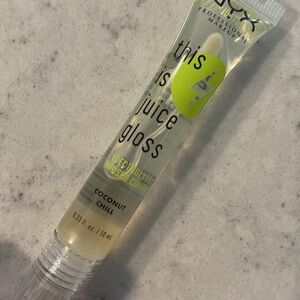 NYX
PROFESSIONAL
MAKEUP
this
is
juice
gloss
COCONUT
CHILL
0.33 fl. oz. / 10 mL